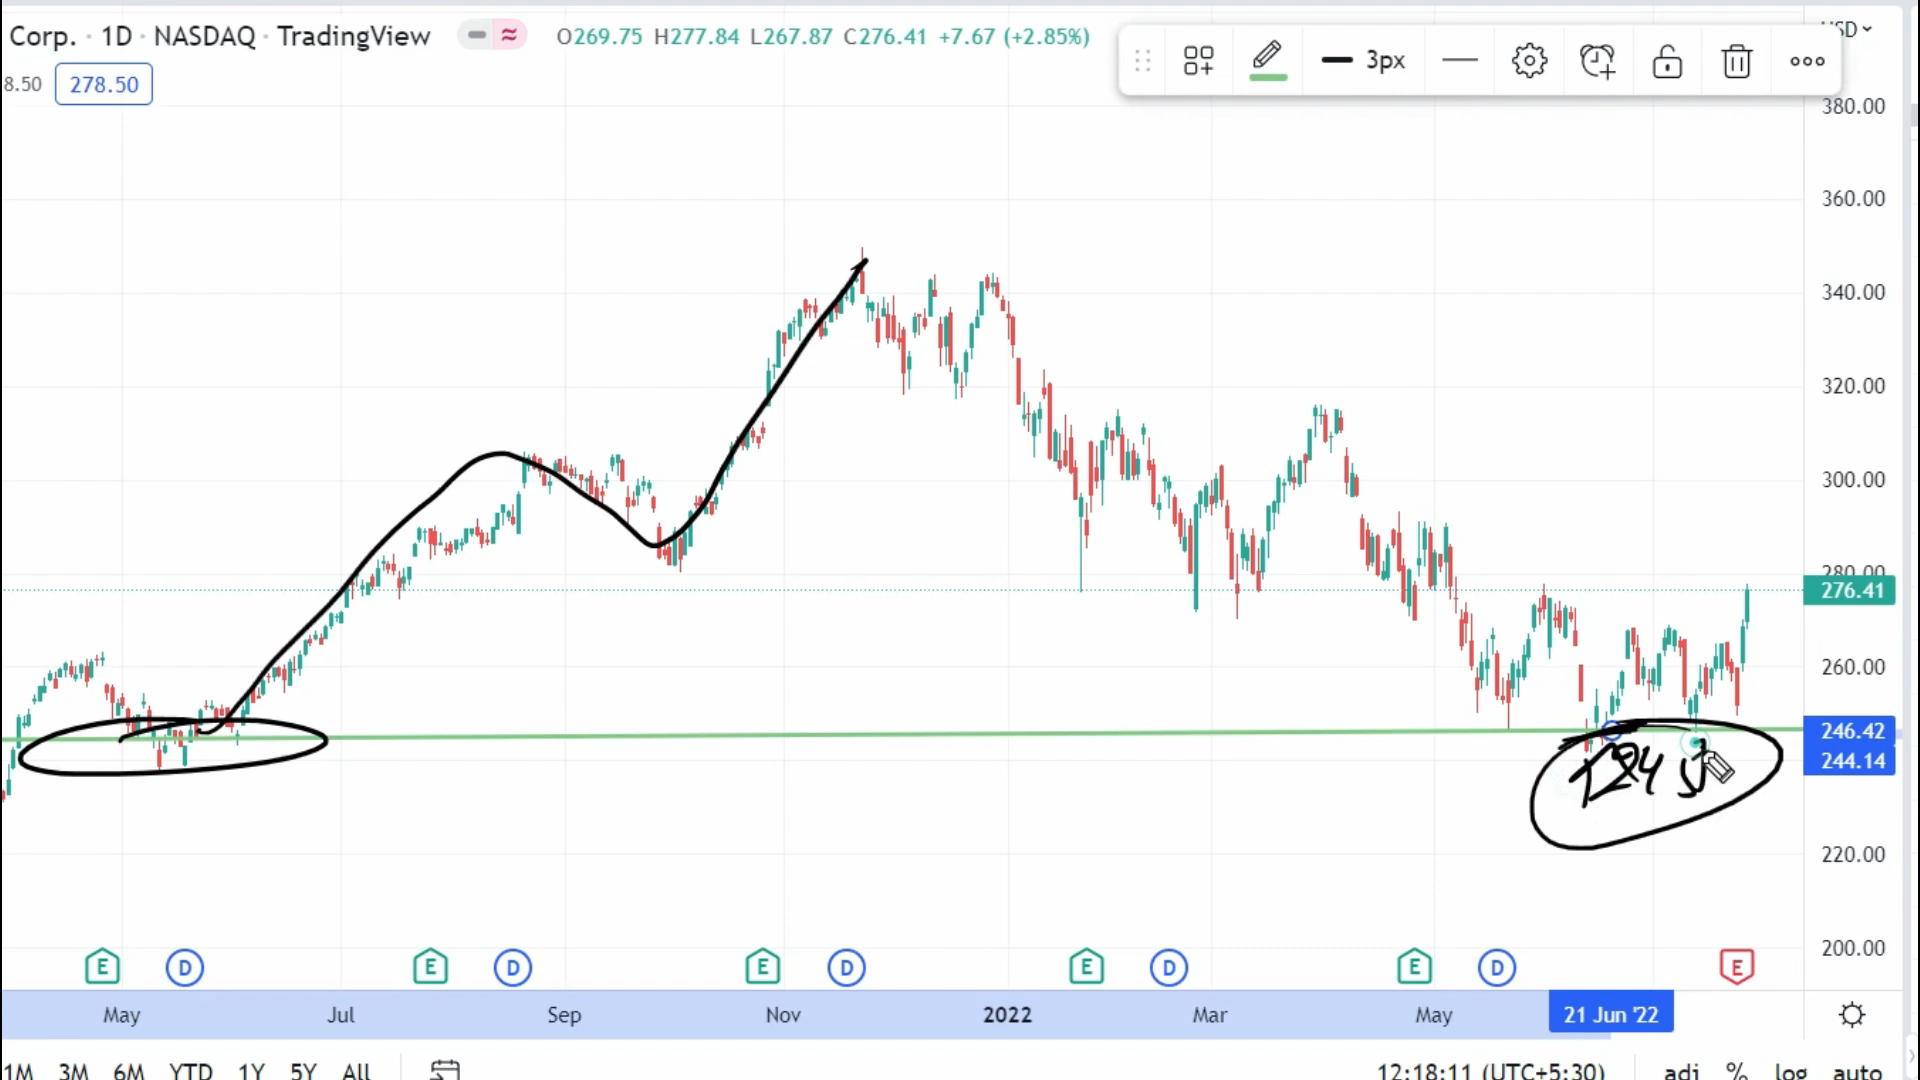 Corp. · 1D · NASDAQ · TradingView
O269.75 H277.84 L267.87 C276.41 +7.67 (+2.85%)
3px
SD
8.50
278.50
380.00
360.00
340.00
320.00
300.00
280.00
276.41
260.00
246.42
244.14
220.00
200.00
E D E D E D E D E D E
May Jul Sep Nov 2022 Mar May 21 Jun '22
1M 3M 6M YTD 1Y 5Y All
12:18:11 (UTC+5:30) adj % log auto